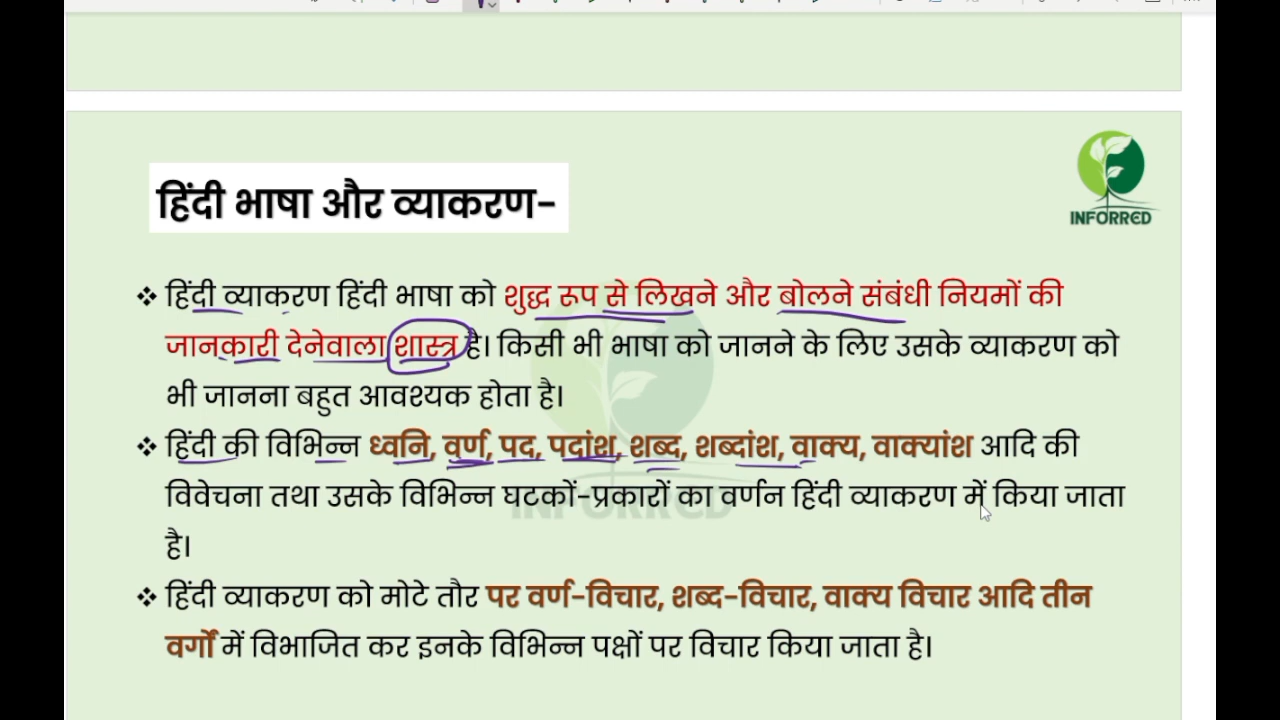 हिंदी भाषा और व्याकरण-
INFORRED
❖ हिंदी व्याकरण हिंदी भाषा को शुद्ध रूप से लिखने और बोलने संबंधी नियमों की
जानकारी देनेवाला शास्त्र है। किसी भी भाषा को जानने के लिए उसके व्याकरण को
भी जानना बहुत आवश्यक होता है।
❖ हिंदी की विभिन्न ध्वनि, वर्ण, पद, पदांश, शब्द, शब्दांश, वाक्य, वाक्यांश आदि की
विवेचना तथा उसके विभिन्न घटकों-प्रकारों का वर्णन हिंदी व्याकरण में किया जाता
है।
INFORRED
❖ हिंदी व्याकरण को मोटे तौर पर वर्ण-विचार, शब्द-विचार, वाक्य विचार आदि तीन
वर्गों में विभाजित कर इनके विभिन्न पक्षों पर विचार किया जाता है।